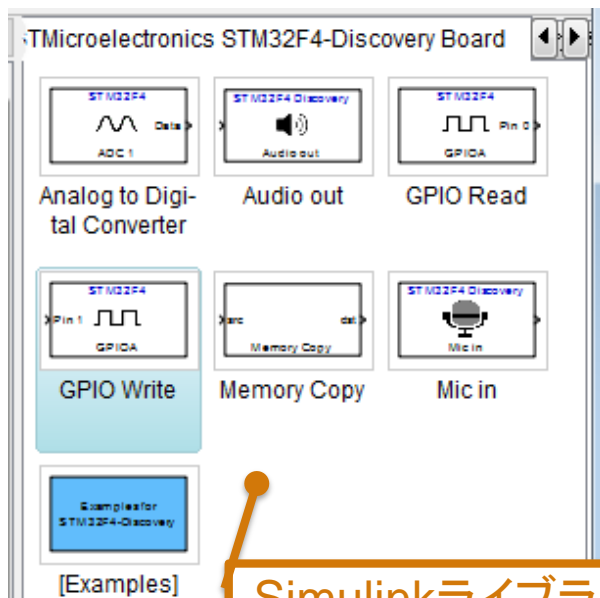 TMicroelectronics STM32F4-Discovery Board
STM32F4
Data
ADC 1
Analog to Digi-
tal Converter
STM32F4 Discovery
Audio out
Audio out
STM32F4
Pin 0
GPIOA
GPIO Read
STM32F4
Pin 1
GPIOA
GPIO Write
src
dst
Memory Copy
Memory Copy
STM32F4 Discovery
Mic in
Mic in
Examples for
STM32F4-Discovery
[Examples]
Simulinkライブラ